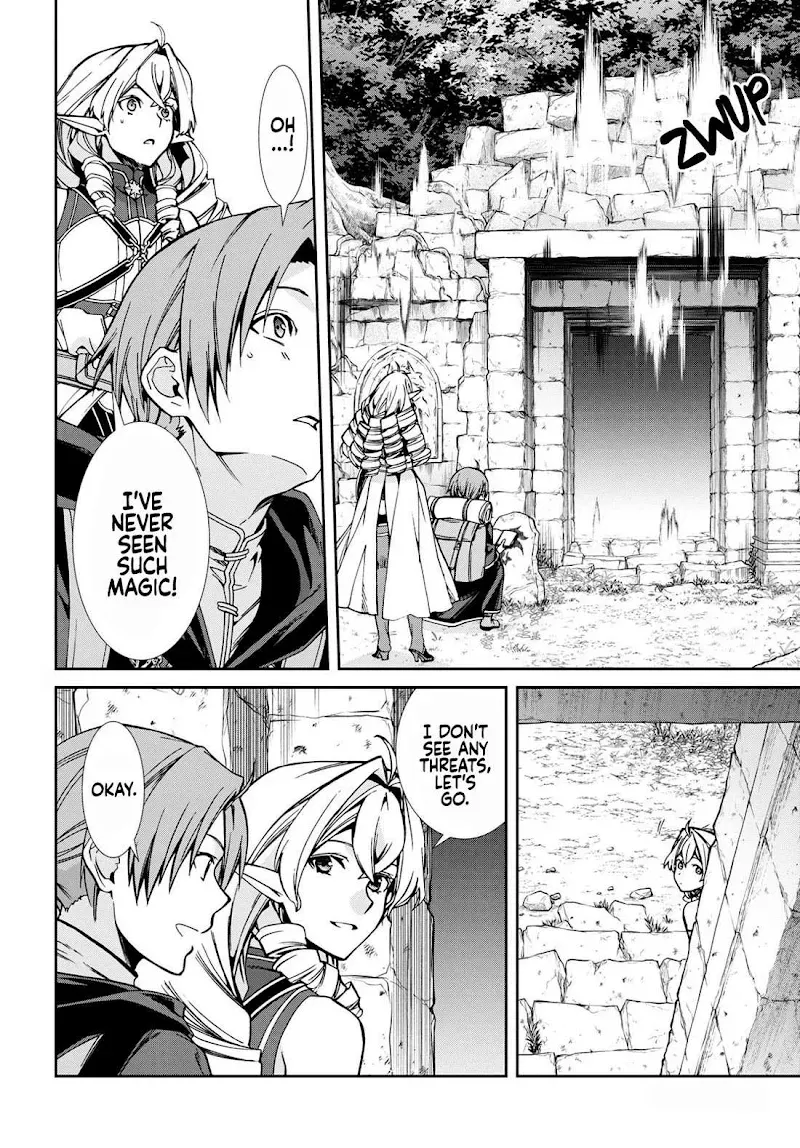 ZWUP
OH
...!
I'VE
NEVER
SEEN
SUCH
MAGIC!
I DON'T
SEE ANY
THREATS,
LET'S
GO.
OKAY.